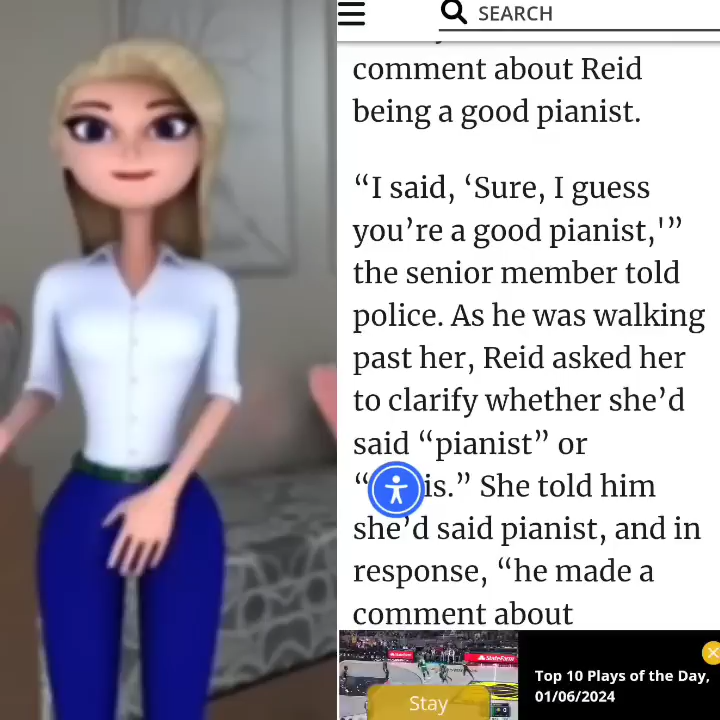 SEARCH
comment about Reid
being a good pianist.
“I said, ‘Sure, I guess
you’re a good pianist,'”
the senior member told
police. As he was walking
past her, Reid asked her
to clarify whether she’d
said “pianist” or
“ is.” She told him
she’d said pianist, and in
response, “he made a
comment about
StateFarm
StateFarm
Top 10 Plays of the Day,
01/06/2024
Stay